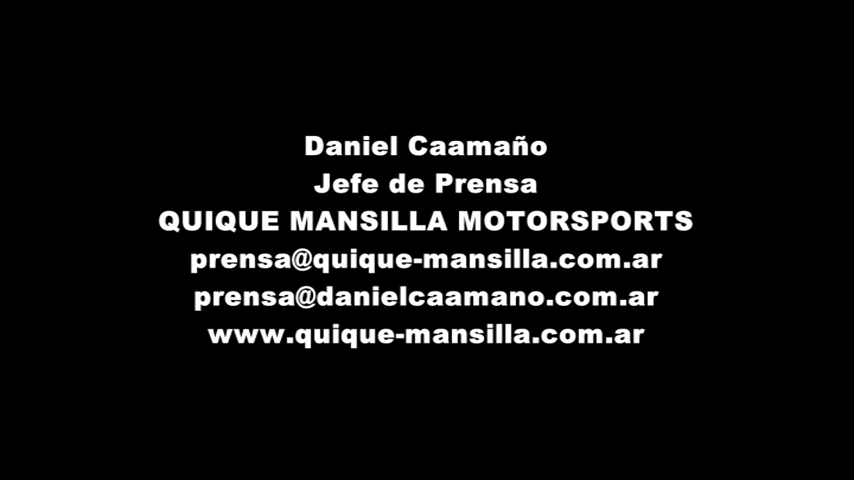 Daniel Caamaño
Jefe de Prensa
QUIQUE MANSILLA MOTORSPORTS
prensa@quique-mansilla.com.ar
prensa@danielcaamano.com.ar
www.quique-mansilla.com.ar